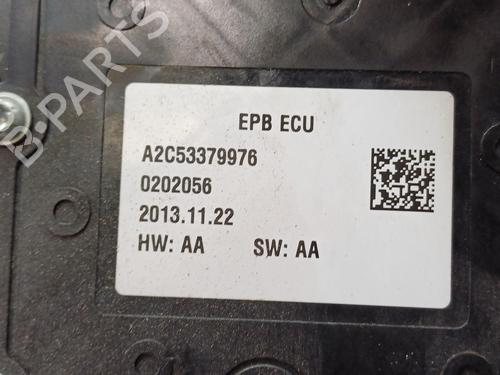 EPB ECU
A2C53379976
0202056
2013.11.22
HW: AA SW: AA
B-PARTS